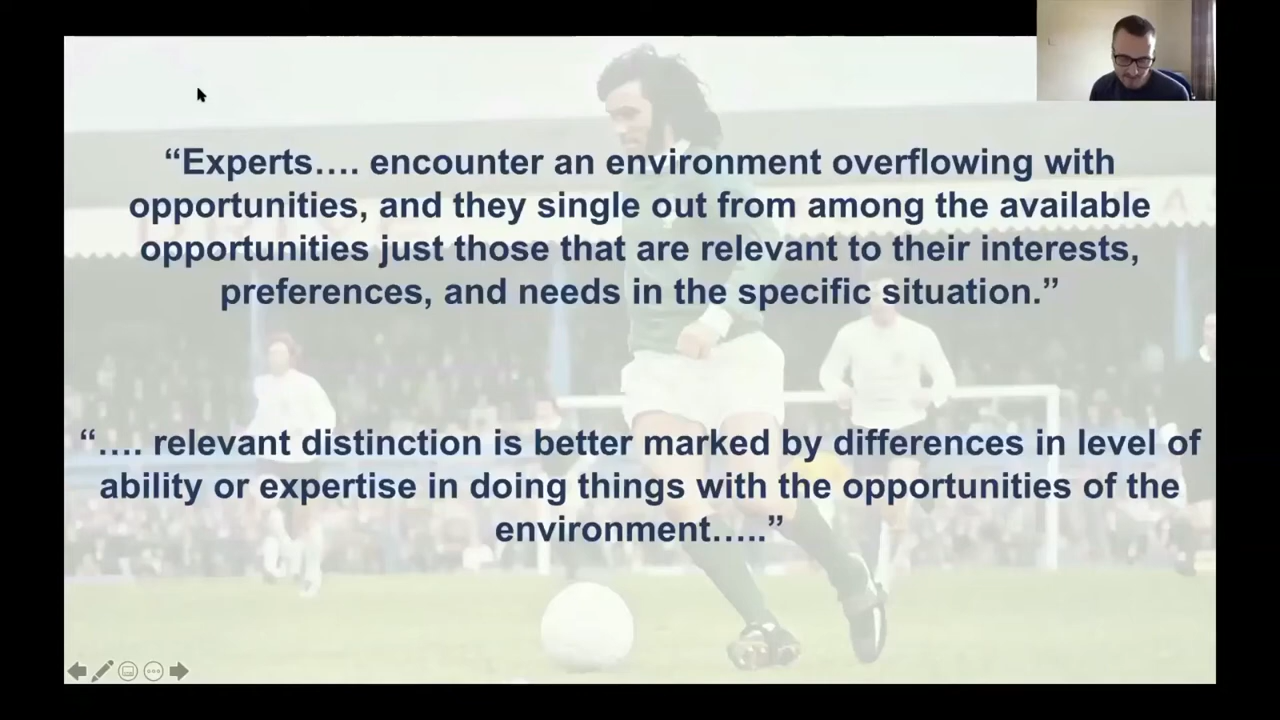 “Experts…. encounter an environment overflowing with
opportunities, and they single out from among the available
opportunities just those that are relevant to their interests,
preferences, and needs in the specific situation.”
“…. relevant distinction is better marked by differences in level of
ability or expertise in doing things with the opportunities of the
environment…..”